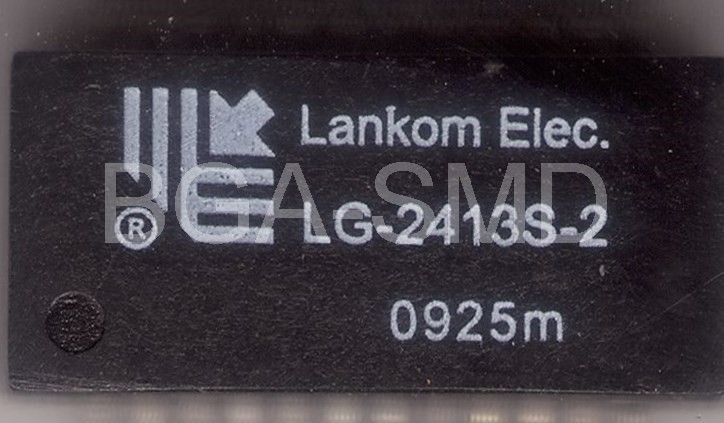 Lankom Elec.
BGA-SMD
® LG-2413S-2
0925m